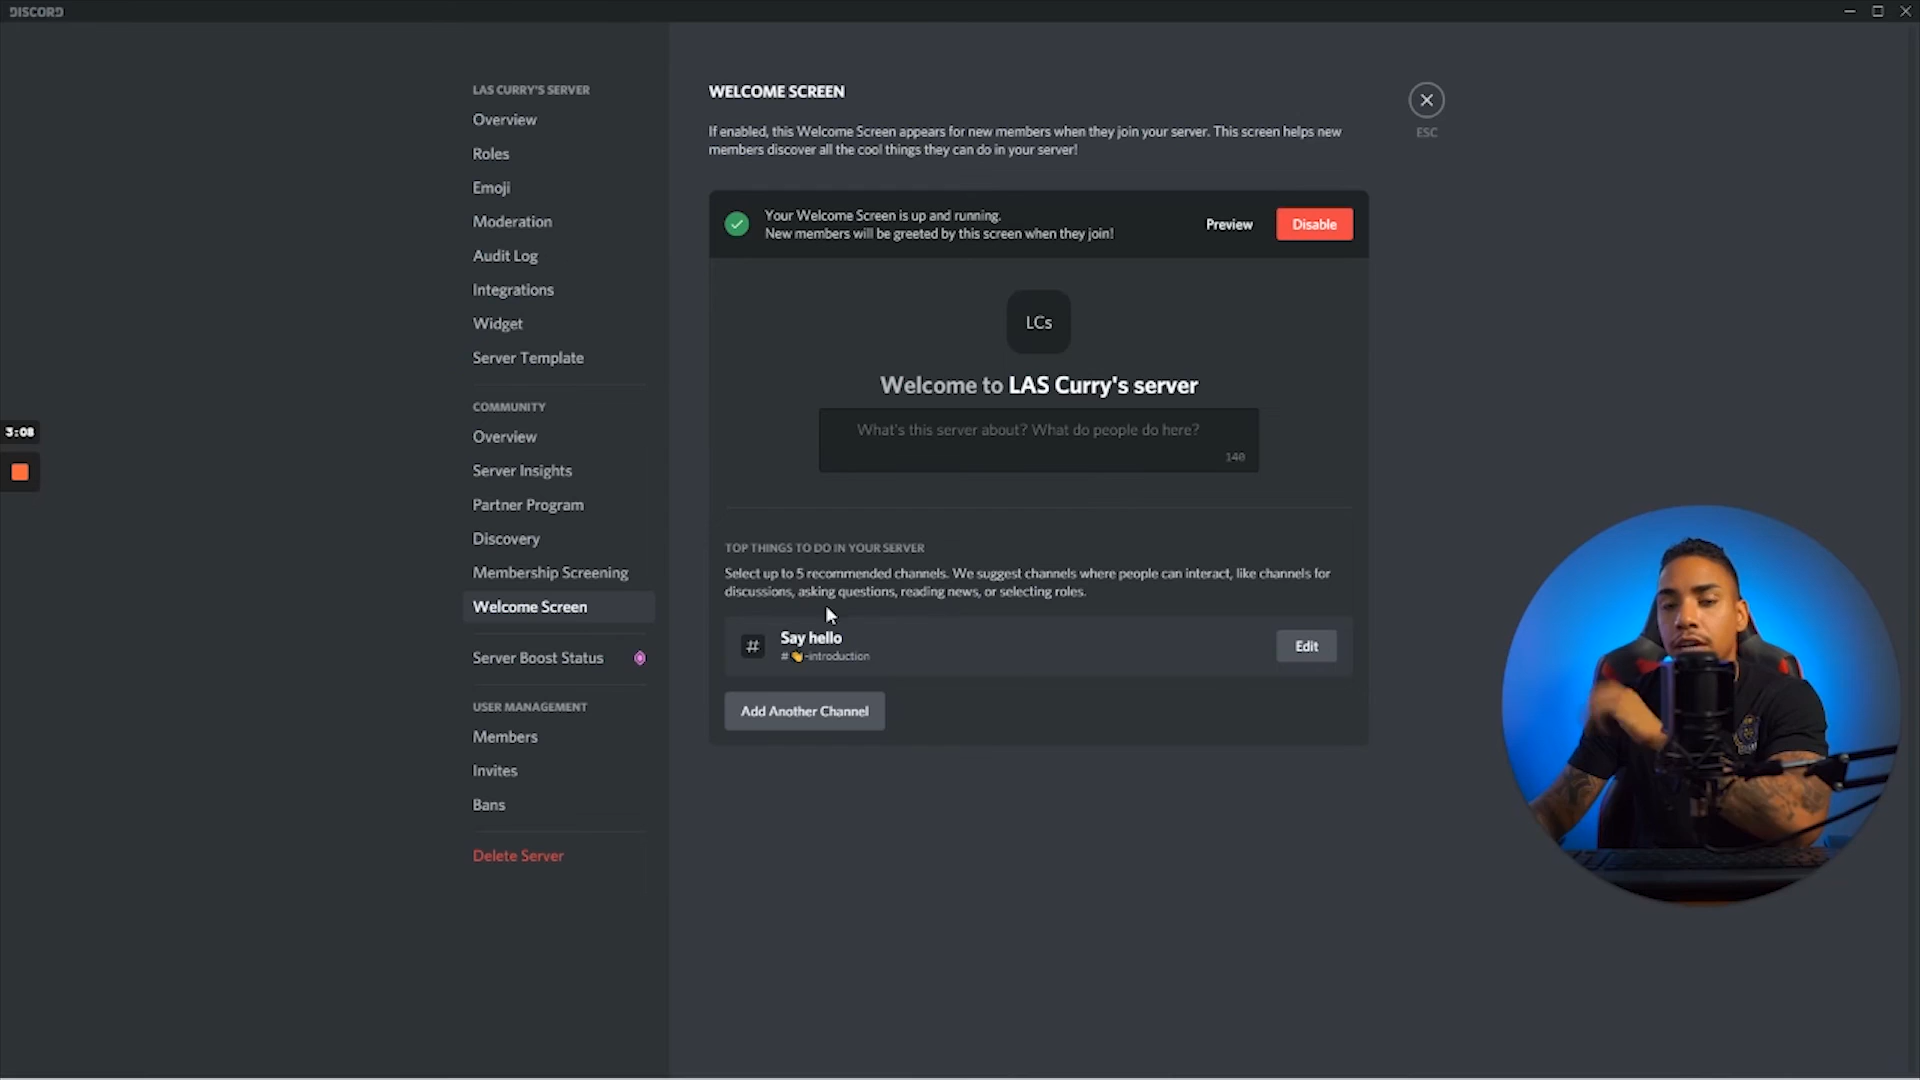 DISCORD
LAS CURRY'S SERVER
Overview
Roles
Emoji
Moderation
Audit Log
Integrations
Widget
Server Template
COMMUNITY
Overview
Server Insights
Partner Program
Discovery
Membership Screening
Welcome Screen
Server Boost Status
USER MANAGEMENT
Members
Invites
Bans
Delete Server
3:08
WELCOME SCREEN
ESC
If enabled, this Welcome Screen appears for new members when they join your server. This screen helps new
members discover all the cool things they can do in your server!
Your Welcome Screen is up and running.
New members will be greeted by this screen when they join!
Preview
Disable
LCs
Welcome to LAS Curry's server
What's this server about? What do people do here?
140
TOP THINGS TO DO IN YOUR SERVER
Select up to 5 recommended channels. We suggest channels where people can interact, like channels for
discussions, asking questions, reading news, or selecting roles.
#
Say hello
# 👋-introduction
Edit
Add Another Channel